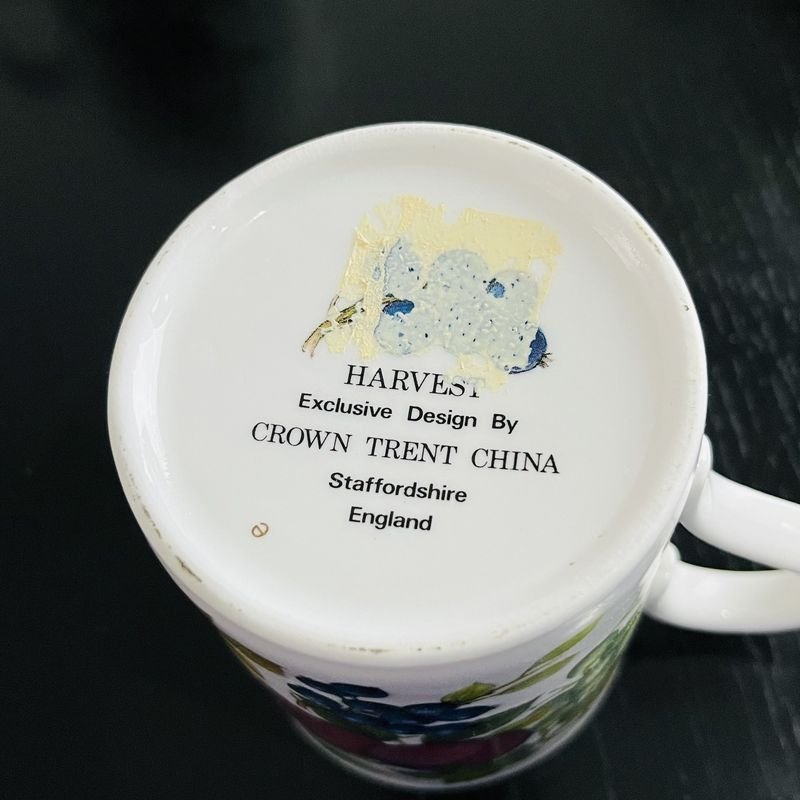 HARVEST
Exclusive Design By
CROWN TRENT CHINA
Staffordshire
England
e